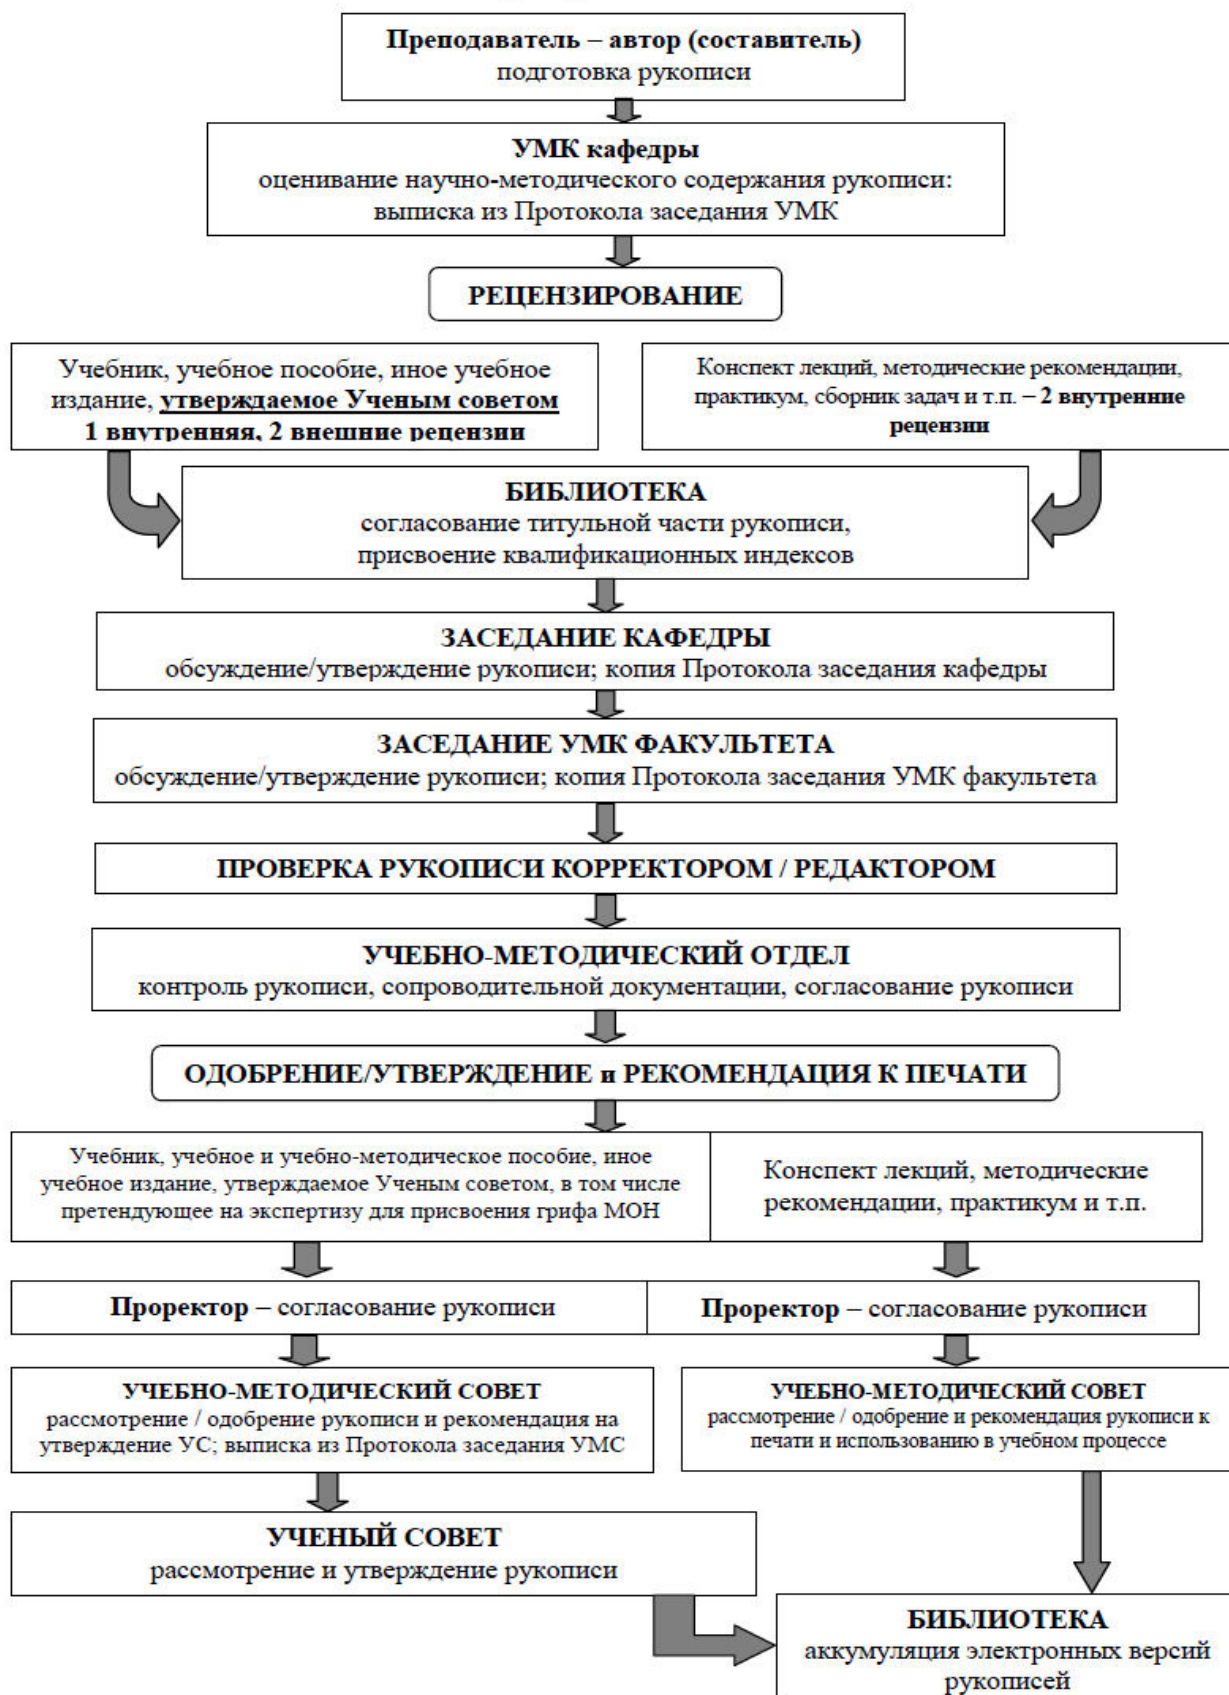 Преподаватель – автор (составитель)
подготовка рукописи
УМК кафедры
оценивание научно-методического содержания рукописи:
выписка из Протокола заседания УМК
РЕЦЕНЗИРОВАНИЕ
Учебник, учебное пособие, иное учебное
издание, утверждаемое Ученым советом
1 внутренняя, 2 внешние рецензии
Конспект лекций, методические рекомендации,
практикум, сборник задач и т.п. – 2 внутренние
рецензии
БИБЛИОТЕКА
согласование титульной части рукописи,
присвоение квалификационных индексов
ЗАСЕДАНИЕ КАФЕДРЫ
обсуждение/утверждение рукописи; копия Протокола заседания кафедры
ЗАСЕДАНИЕ УМК ФАКУЛЬТЕТА
обсуждение/утверждение рукописи; копия Протокола заседания УМК факультета
ПРОВЕРКА РУКОПИСИ КОРРЕКТОРОМ / РЕДАКТОРОМ
УЧЕБНО-МЕТОДИЧЕСКИЙ ОТДЕЛ
контроль рукописи, сопроводительной документации, согласование рукописи
ОДОБРЕНИЕ/УТВЕРЖДЕНИЕ и РЕКОМЕНДАЦИЯ К ПЕЧАТИ
Учебник, учебное и учебно-методическое пособие, иное
учебное издание, утверждаемое Ученым советом, в том числе
претендующее на экспертизу для присвоения грифа МОН
Конспект лекций, методические
рекомендации, практикум и т.п.
Проректор – согласование рукописи
Проректор – согласование рукописи
УЧЕБНО-МЕТОДИЧЕСКИЙ СОВЕТ
рассмотрение / одобрение рукописи и рекомендация на
утверждение УС; выписка из Протокола заседания УМС
УЧЕБНО-МЕТОДИЧЕСКИЙ СОВЕТ
рассмотрение / одобрение и рекомендация рукописи к
печати и использованию в учебном процессе
УЧЕНЫЙ СОВЕТ
рассмотрение и утверждение рукописи
БИБЛИОТЕКА
аккумуляция электронных версий
рукописей